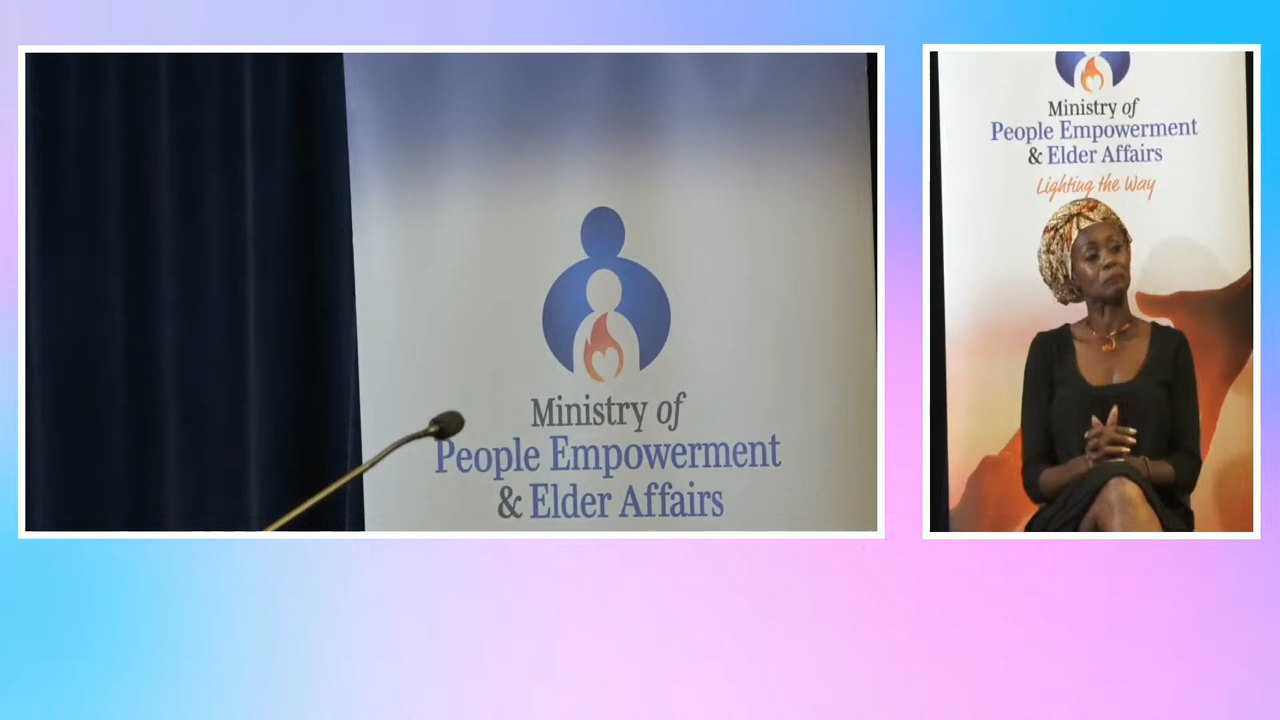 Ministry of
People Empowerment
& Elder Affairs
Ministry of
People Empowerment
& Elder Affairs
Lighting the Way